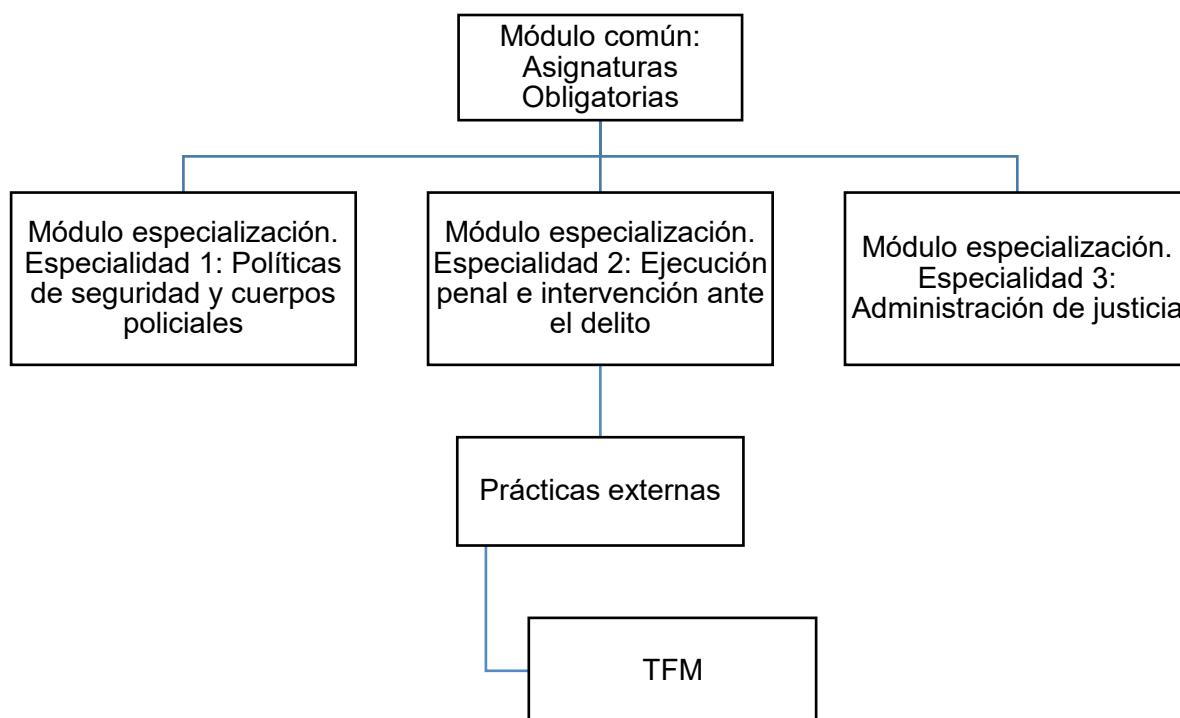 Módulo común:
Asignaturas
Obligatorias
Módulo especialización.
Especialidad 1: Políticas
de seguridad y cuerpos
policiales
Módulo especialización.
Especialidad 2: Ejecución
penal e intervención ante
el delito
Módulo especialización.
Especialidad 3:
Administración de justicia
Prácticas externas
TFM